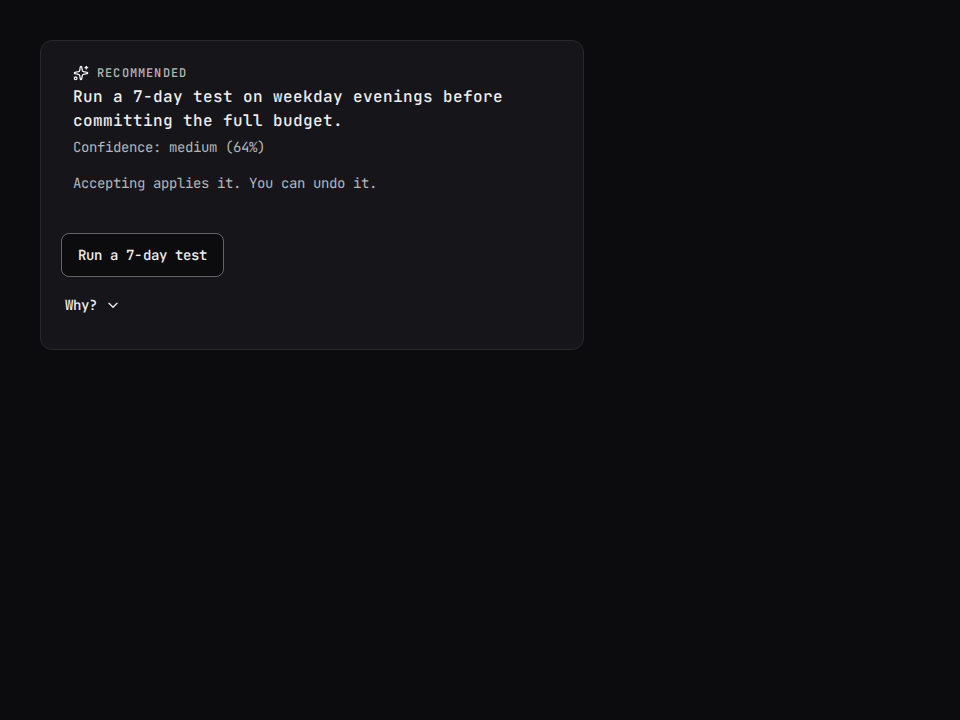 RECOMMENDED
Run a 7-day test on weekday evenings before
committing the full budget.
Confidence: medium (64%)
Accepting applies it. You can undo it.
Run a 7-day test
Why?